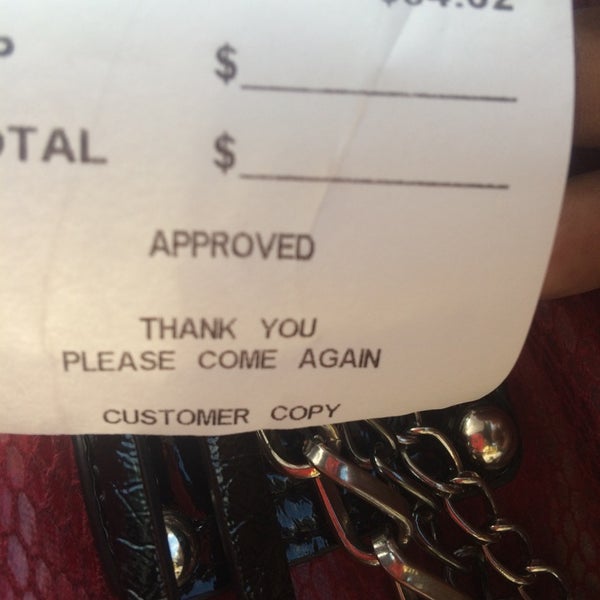 $
OTAL $
APPROVED
THANK YOU
PLEASE COME AGAIN
CUSTOMER COPY